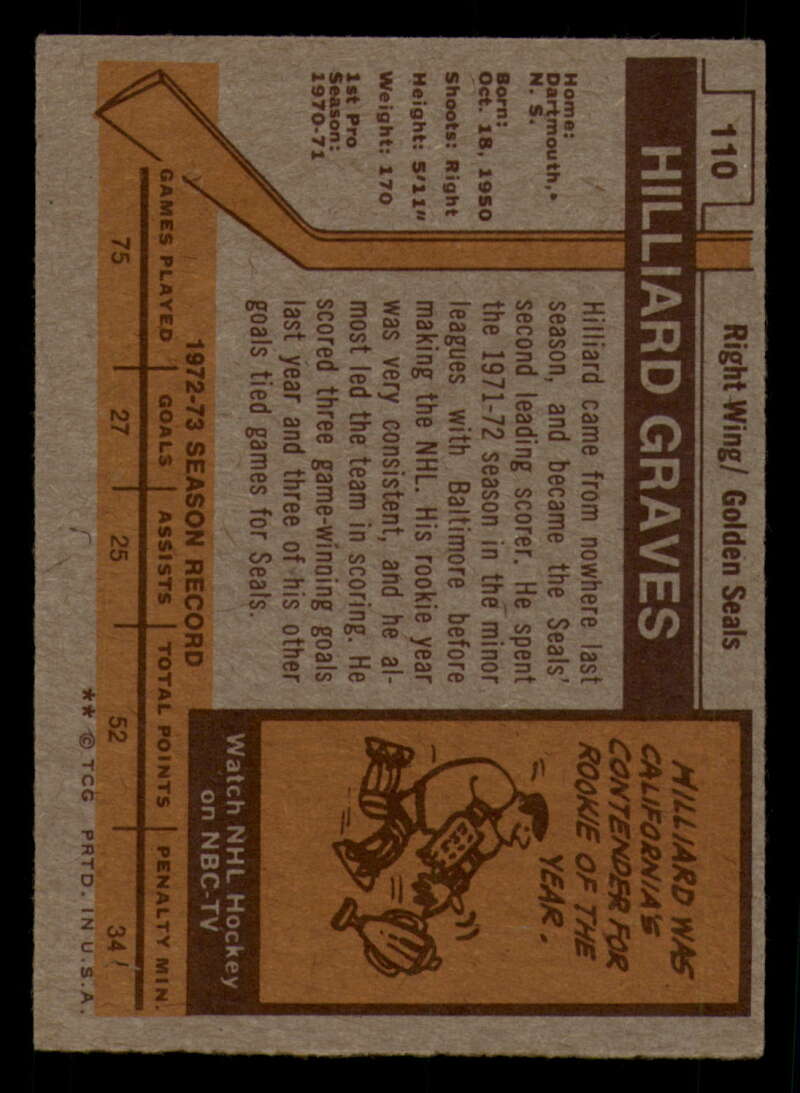 110
Right Wing/ Golden Seals
HILLIARD GRAVES
Home:
Dartmouth,
N. S.
Born:
Oct. 18, 1950
Shoots: Right
Height: 5'11"
Weight: 170
1st Pro
Season:
1970-71
Hilliard came from nowhere last
season, and became the Seals'
second leading scorer. He spent
the 1971-72 season in the minor
leagues with Baltimore before
making the NHL. His rookie year
was very consistent, and he al-
most led the team in scoring. He
scored three game-winning goals
last year and three of his other
goals tied games for Seals.
HILLIARD WAS
CALIFORNIA'S
CONTENDER FOR
ROOKIE OF THE
YEAR.
Watch NHL Hockey
on NBC-TV
1972-73 SEASON RECORD
GAMES PLAYED GOALS ASSISTS TOTAL POINTS PENALTY MIN.
75 27 25 52 34
** © TCG PRTD. IN U.S.A.